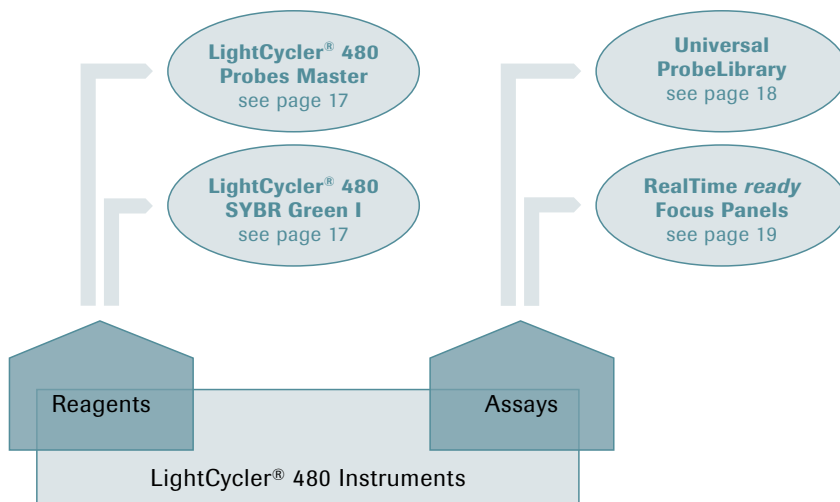 LightCycler® 480
Probes Master
see page 17
Universal
ProbeLibrary
see page 18
LightCycler® 480
SYBR Green I
see page 17
RealTime ready
Focus Panels
see page 19
Reagents
Assays
LightCycler® 480 Instruments